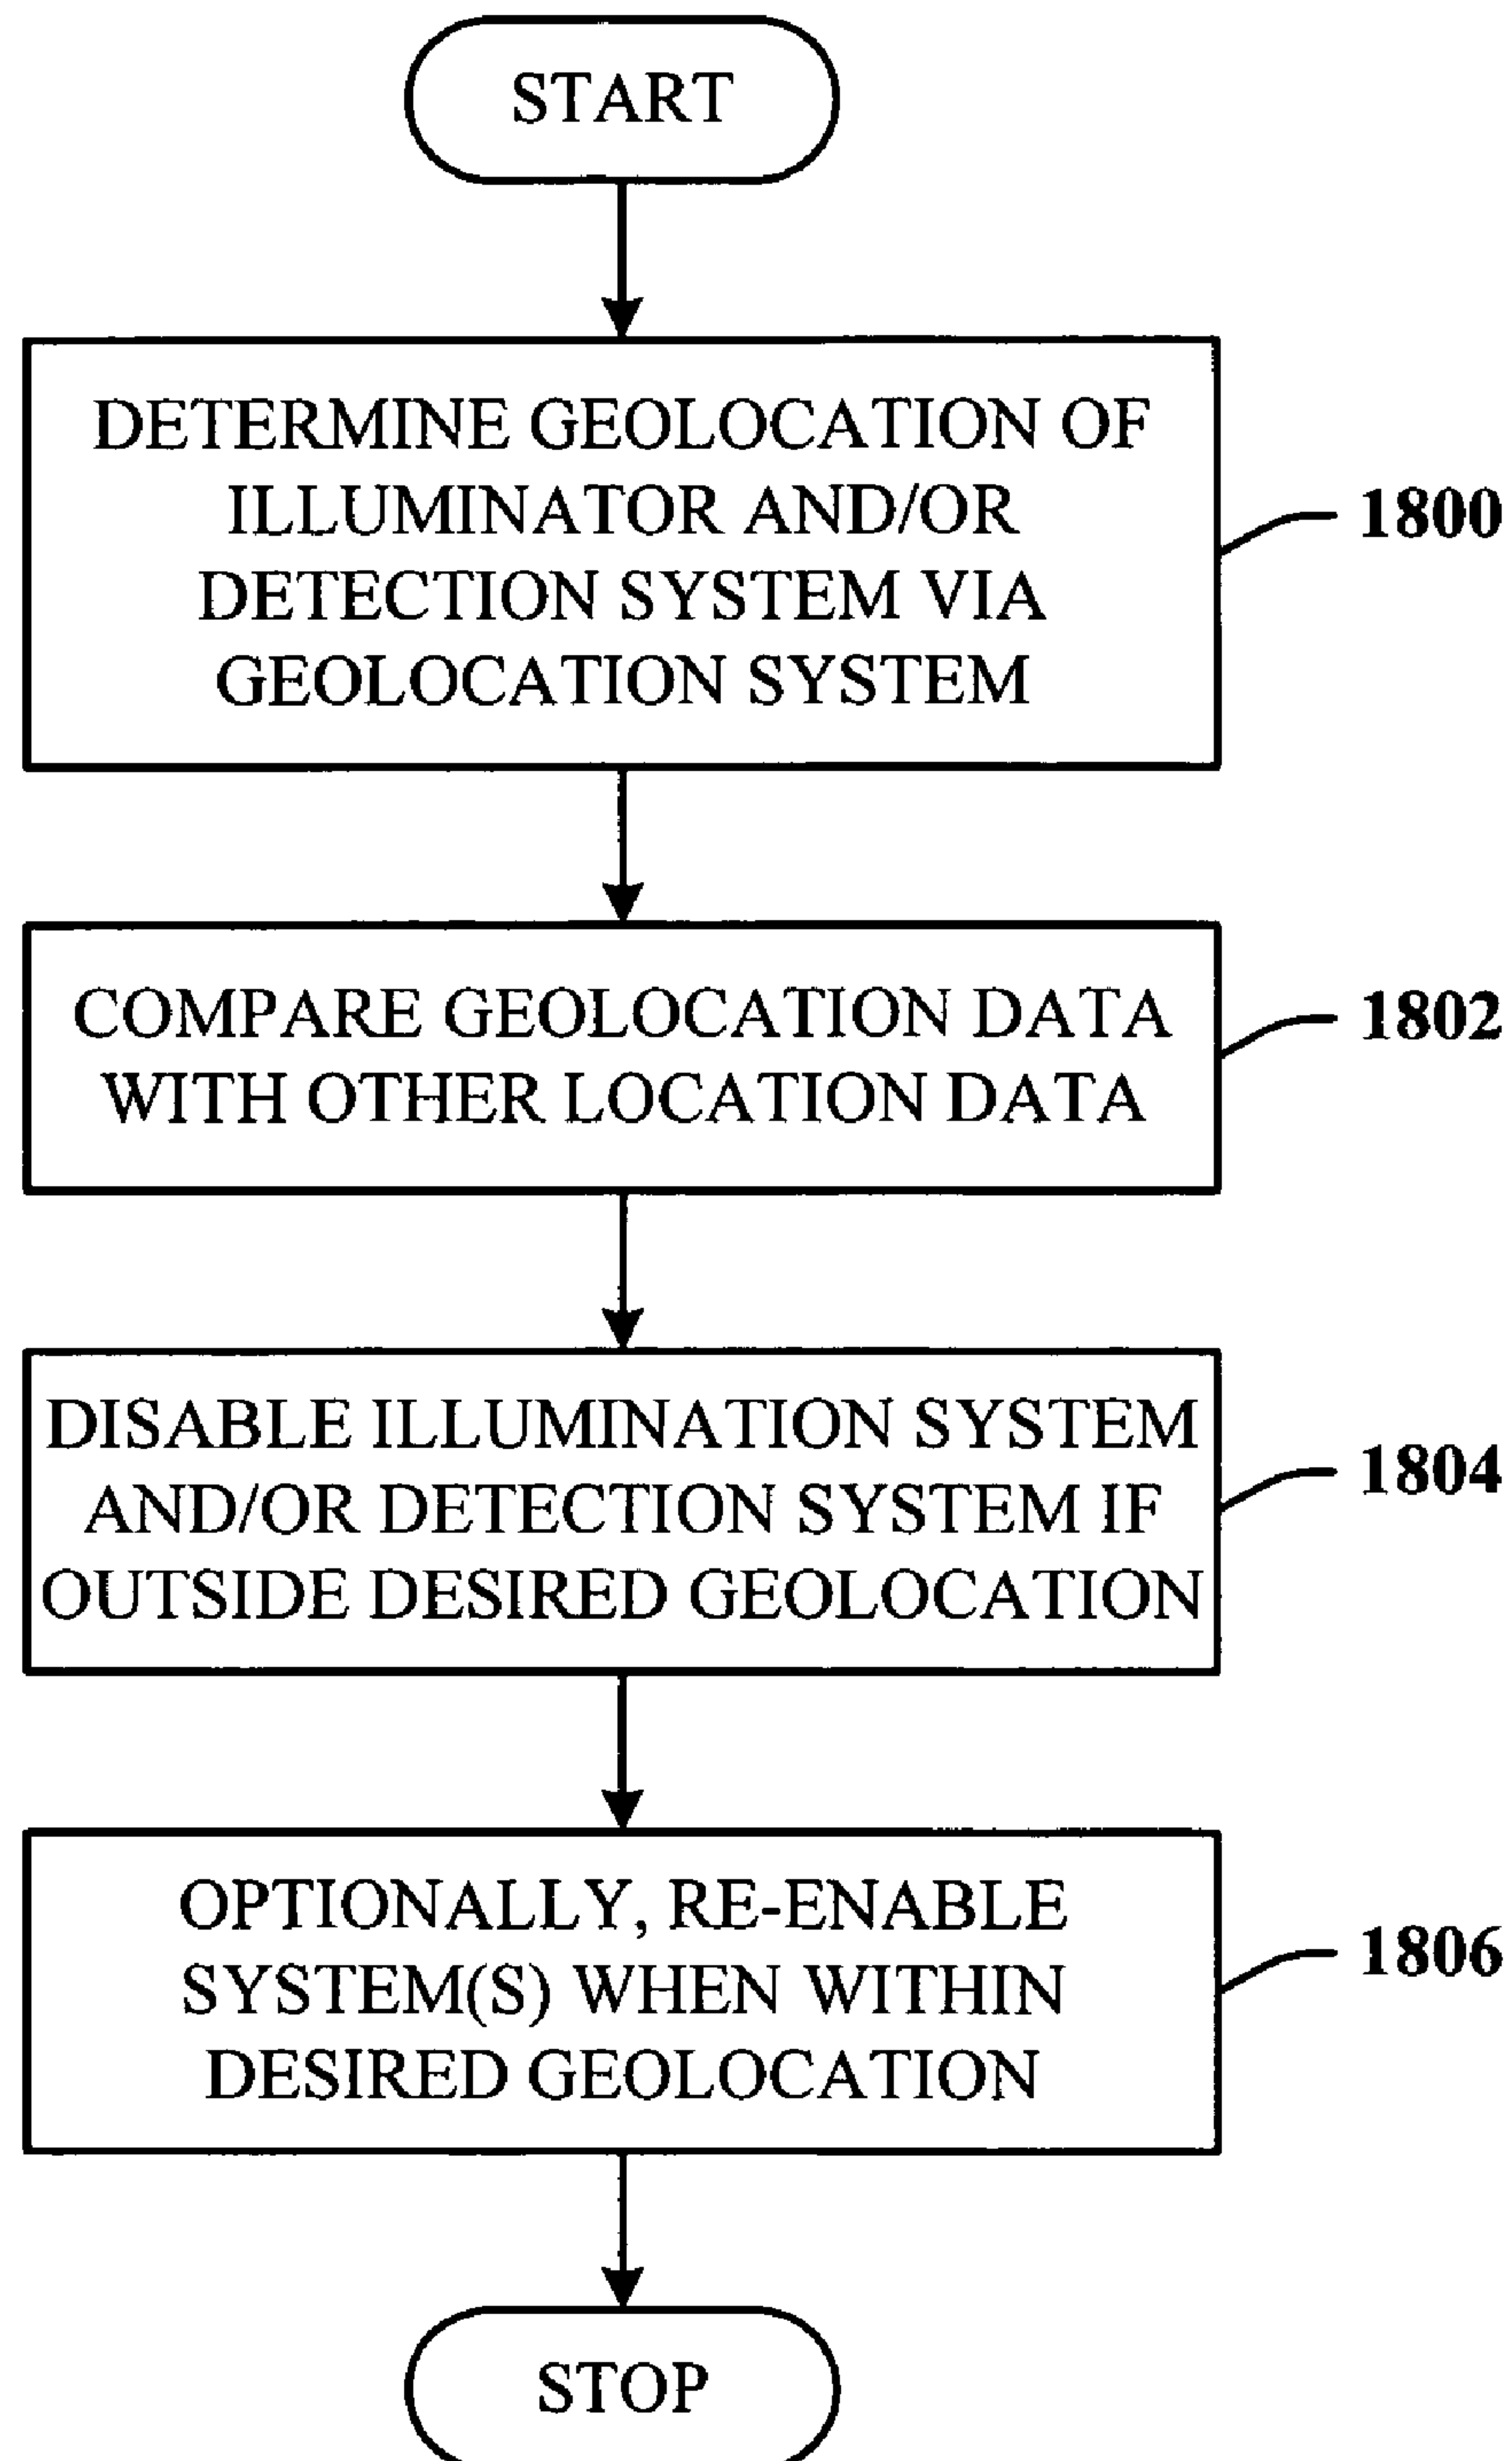 START
DETERMINE GEOLOCATION OF
ILLUMINATOR AND/OR
DETECTION SYSTEM VIA
GEOLOCATION SYSTEM
1800
COMPARE GEOLOCATION DATA
WITH OTHER LOCATION DATA
1802
DISABLE ILLUMINATION SYSTEM
AND/OR DETECTION SYSTEM IF
OUTSIDE DESIRED GEOLOCATION
1804
OPTIONALLY, RE-ENABLE
SYSTEM(S) WHEN WITHIN
DESIRED GEOLOCATION
1806
STOP